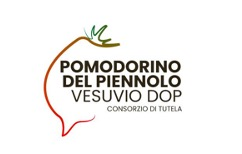 POMODORINO
DEL PIENNOLO
VESUVIO DOP
CONSORZIO DI TUTELA